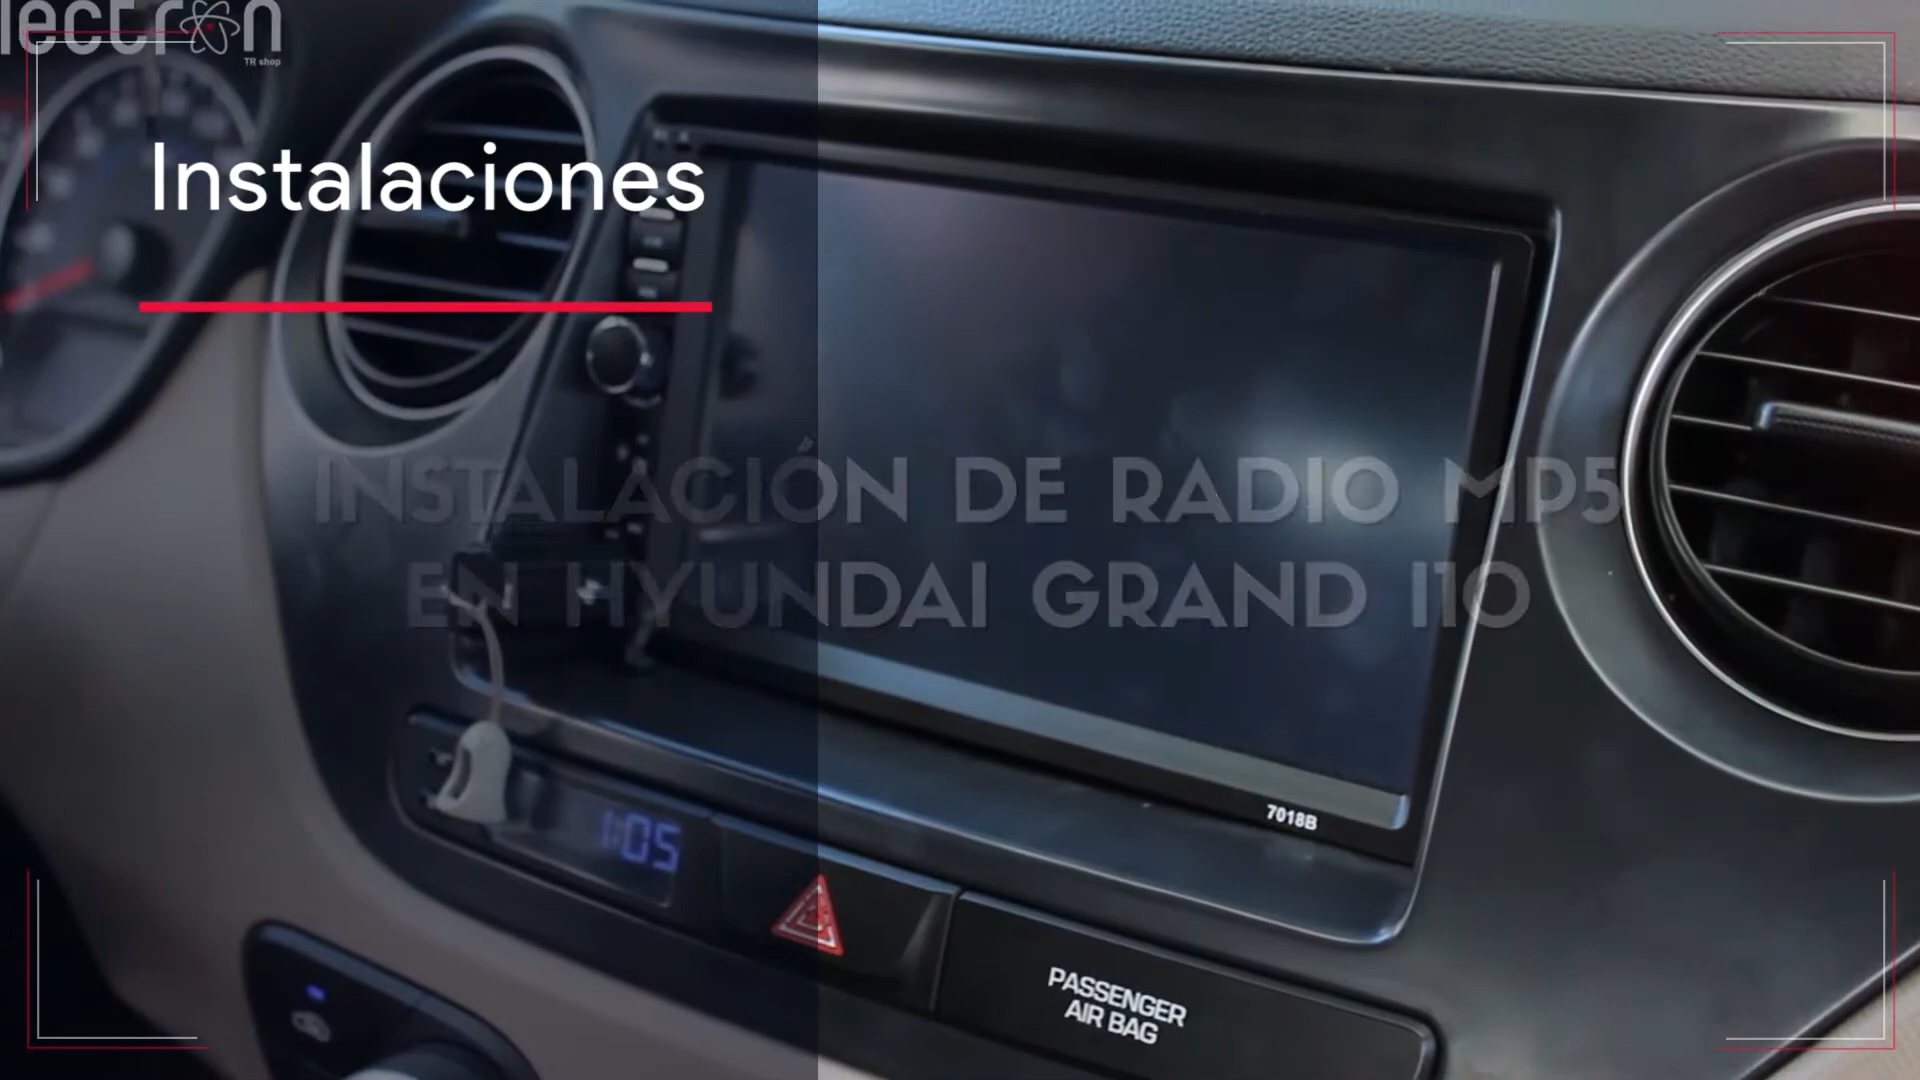 lectron
TR shop
Instalaciones
INSTALACIÓN DE RADIO MP5
EN HYUNDAI GRAND I10
7018B
1:05
PASSENGER
AIR BAG